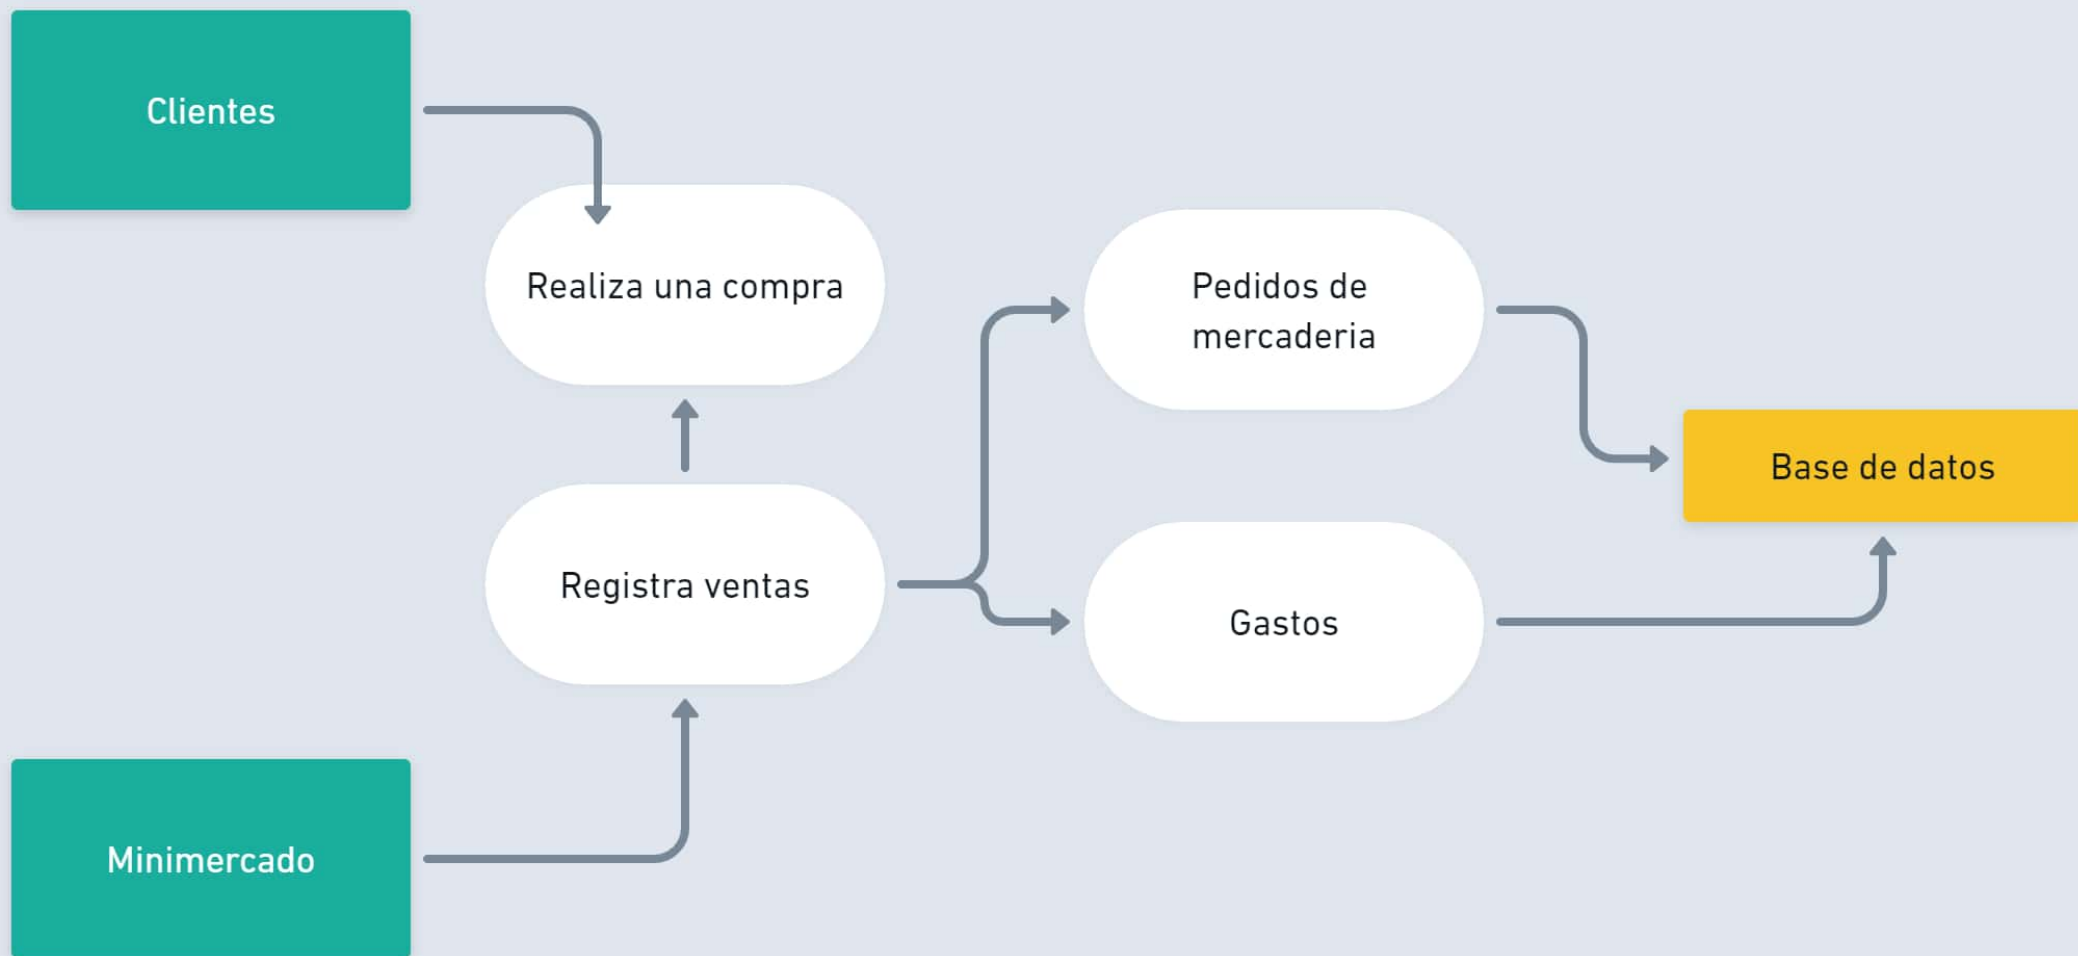 Clientes
Realiza una compra
Pedidos de
mercaderia
Base de datos
Registra ventas
Gastos
Minimercado